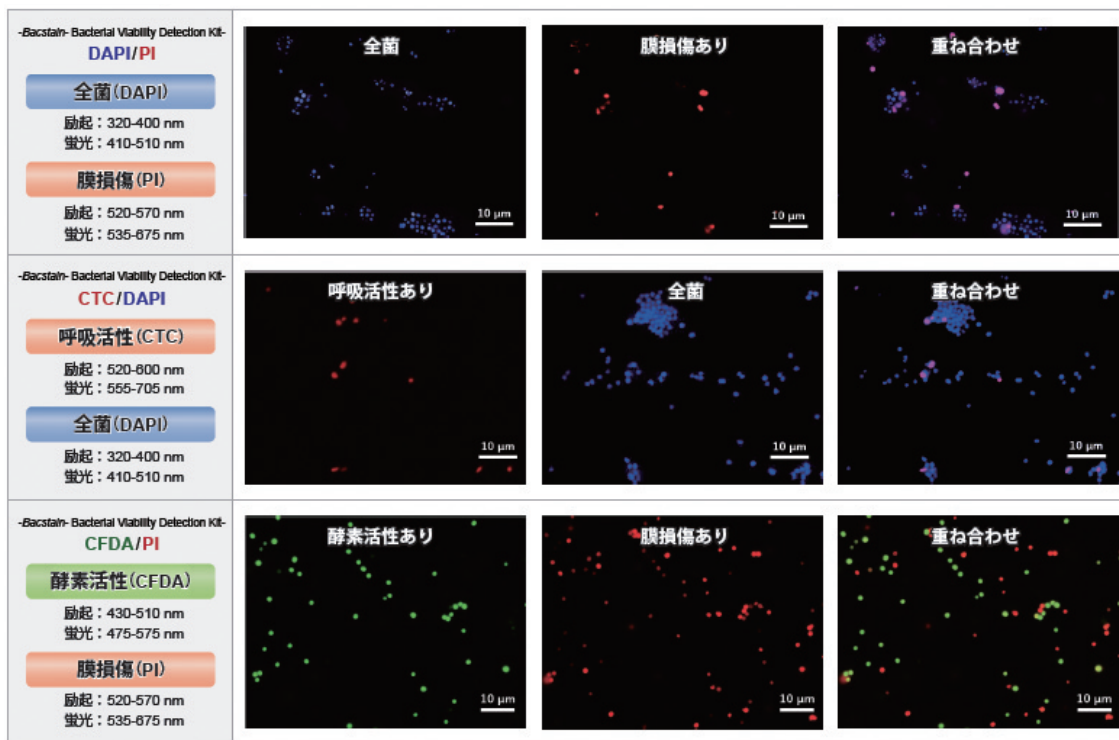 -Bacstain- Bacterial Viability Detection Kit-
DAPI/PI
全菌(DAPI)
励起：320-400 nm
蛍光：410-510 nm
膜損傷(PI)
励起：520-570 nm
蛍光：535-675 nm
全菌
10 μm
膜損傷あり
10 μm
重ね合わせ
10 μm
-Bacstain- Bacterial Viability Detection Kit-
CTC/DAPI
呼吸活性(CTC)
励起：520-600 nm
蛍光：555-705 nm
全菌(DAPI)
励起：320-400 nm
蛍光：410-510 nm
呼吸活性あり
10 μm
全菌
10 μm
重ね合わせ
10 μm
-Bacstain- Bacterial Viability Detection Kit-
CFDA/PI
酵素活性(CFDA)
励起：430-510 nm
蛍光：475-575 nm
膜損傷(PI)
励起：520-570 nm
蛍光：535-675 nm
酵素活性あり
10 μm
膜損傷あり
10 μm
重ね合わせ
10 μm